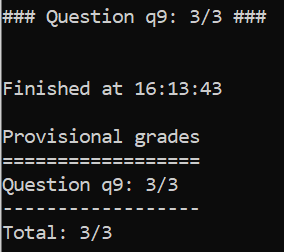 ### Question q9: 3/3 ###
Finished at 16:13:43
Provisional grades
==================
Question q9: 3/3
------------------
Total: 3/3